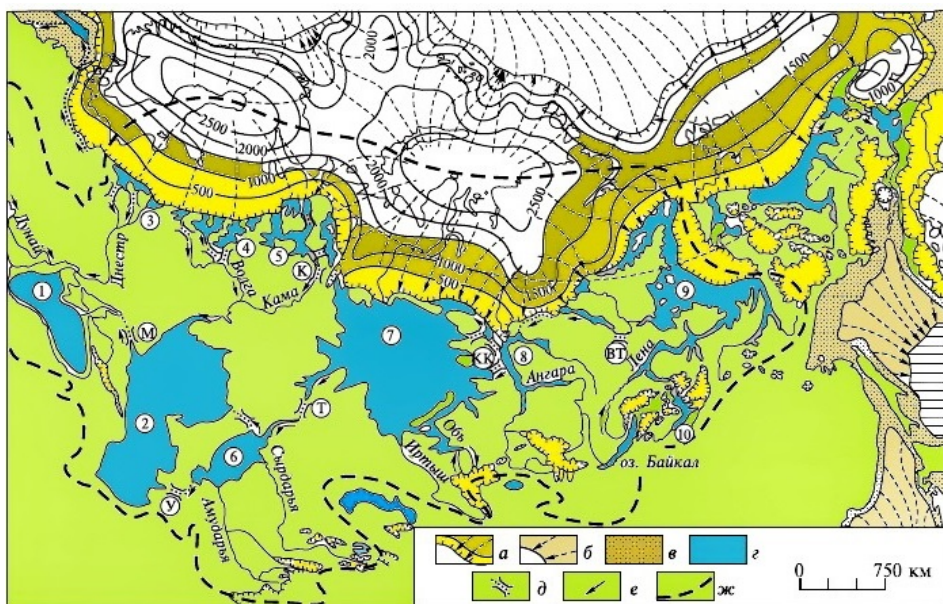 2000
1500
1000
2500
2000
1000
500
2000
2500
1000
500
1500
Дунай
Днестр
3
4
5
К
Волга
Кама
1
М
2
7
КК
8
Ангара
ВТ
Лена
9
10
Т
6
У
Сырдарья
Амударья
Обь
Иртыш
оз. Байкал
а б в г
д е ж
0 750 км